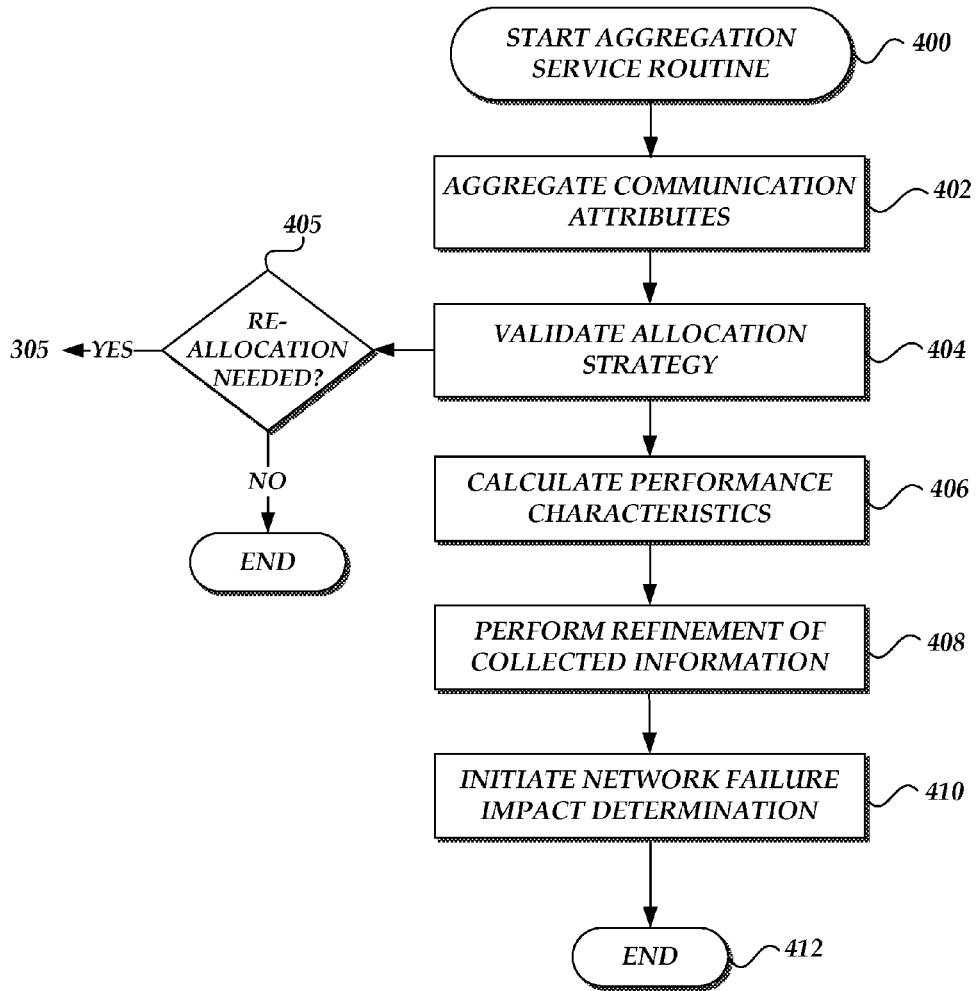 START AGGREGATION
SERVICE ROUTINE
400
AGGREGATE COMMUNICATION
ATTRIBUTES
402
405
RE-
ALLOCATION
NEEDED?
305
YES
NO
END
VALIDATE ALLOCATION
STRATEGY
404
CALCULATE PERFORMANCE
CHARACTERISTICS
406
PERFORM REFINEMENT OF
COLLECTED INFORMATION
408
INITIATE NETWORK FAILURE
IMPACT DETERMINATION
410
END
412